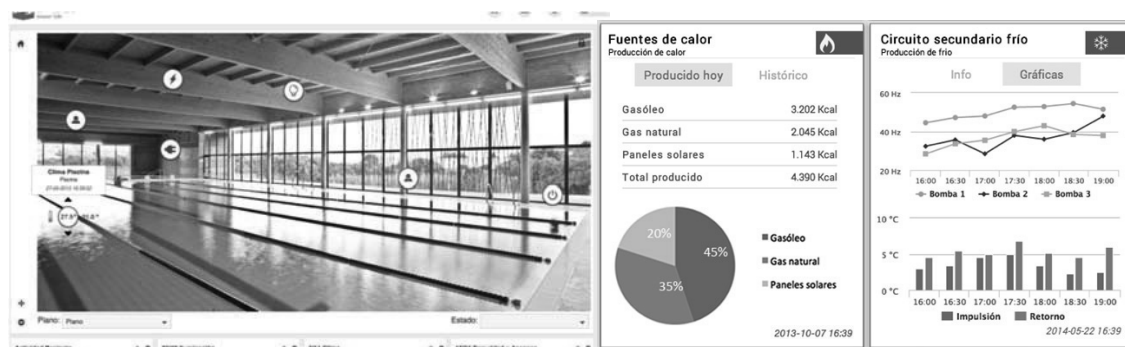 Clima Piscina
Piscina
Plano: Plano
Estado:
Fuentes de calor
Producción de calor
Producido hoy Histórico
Gasóleo 3.202 Kcal
Gas natural 2.045 Kcal
Paneles solares 1.143 Kcal
Total producido 4.390 Kcal
20%
45%
35%
Gasóleo
Gas natural
Paneles solares
2013-10-07 16:39
Circuito secundario frío
Producción de frio
Info Gráficas
60 Hz
40 Hz
20 Hz
16:00 16:30 17:00 17:30 18:00 18:30 19:00
Bomba 1 Bomba 2 Bomba 3
10 °C
5 °C
0 °C
16:00 16:30 17:00 17:30 18:00 18:30 19:00
Impulsión Retorno
2014-05-22 16:39